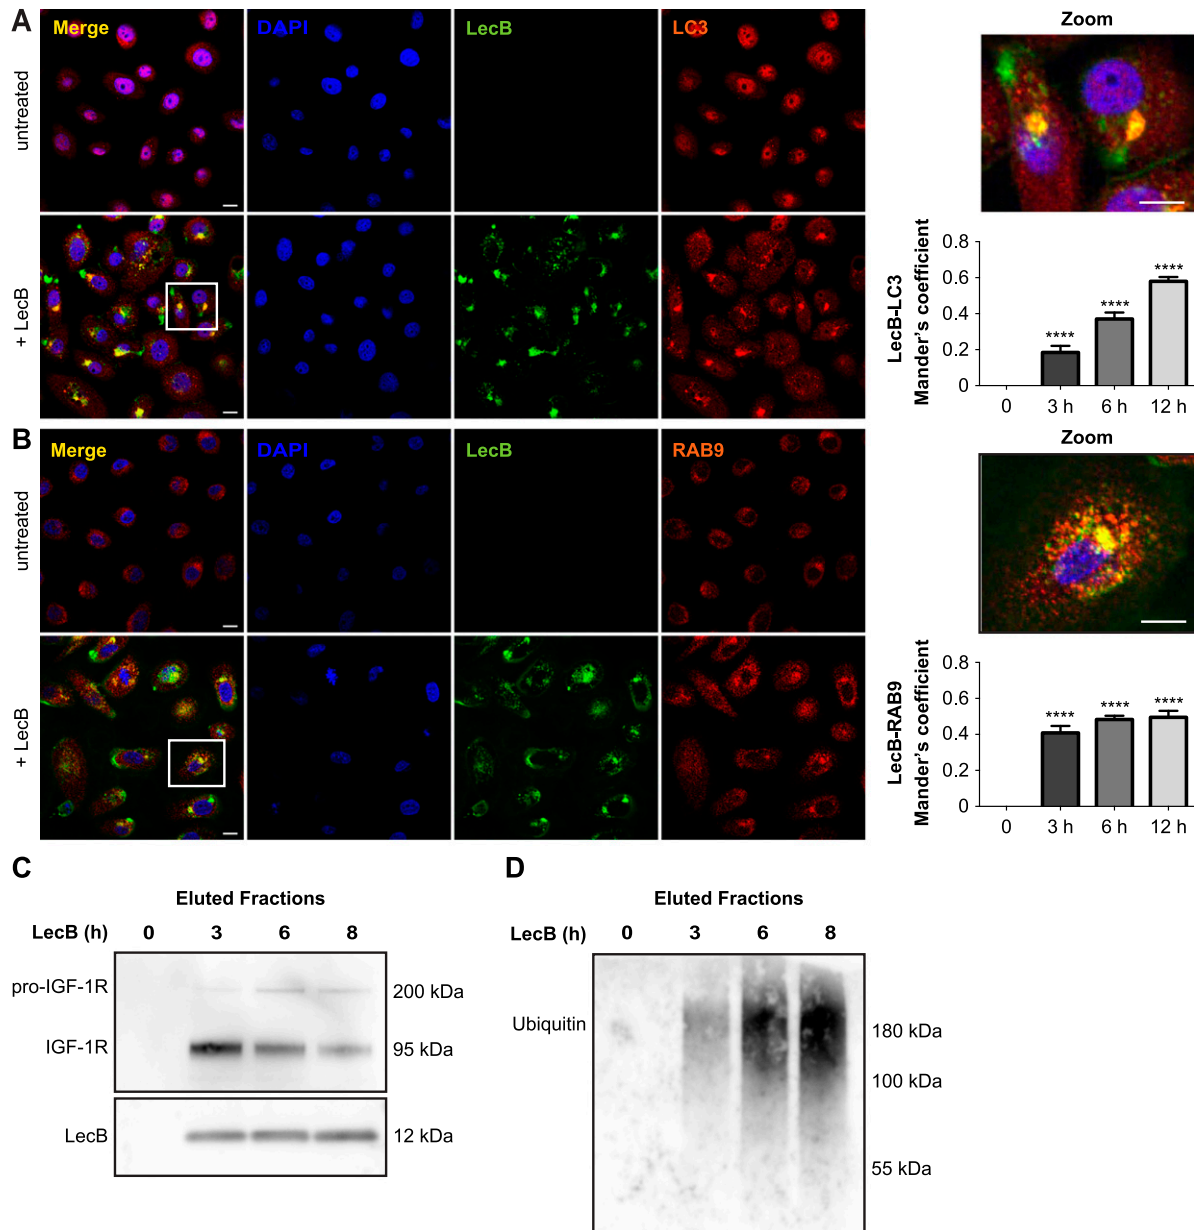 A
Merge
DAPI
LecB
LC3
untreated
+ LecB
Zoom
LecB-LC3
Mander's coefficient
0.8
0.6
0.4
0.2
0
****
****
****
0 3 h 6 h 12 h
B
Merge
DAPI
LecB
RAB9
untreated
+ LecB
Zoom
LecB-RAB9
Mander's coefficient
0.8
0.6
0.4
0.2
0
****
****
****
0 3 h 6 h 12 h
C
Eluted Fractions
LecB (h) 0 3 6 8
pro-IGF-1R
200 kDa
IGF-1R
95 kDa
LecB
12 kDa
D
Eluted Fractions
LecB (h) 0 3 6 8
Ubiquitin
180 kDa
100 kDa
55 kDa